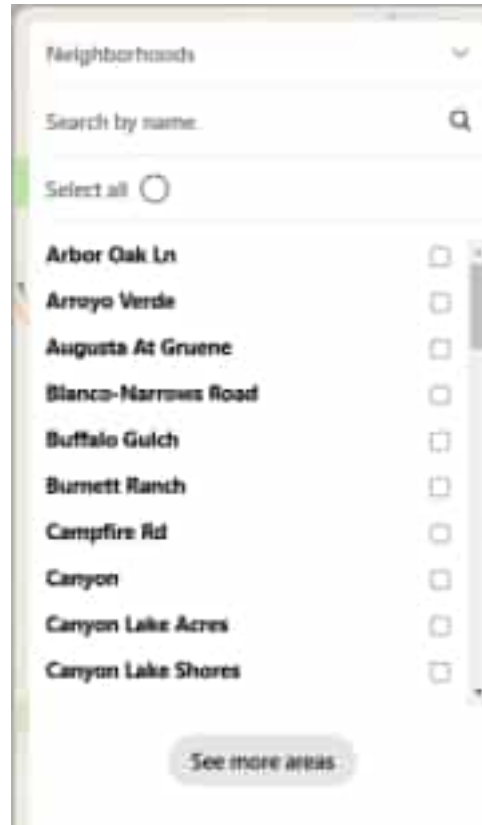 Neighborhoods
Search by name
Select all
Arbor Oak Ln
Arroyo Verde
Augusta At Gruene
Blanco-Narrows Road
Buffalo Gulch
Burnett Ranch
Campfire Rd
Canyon
Canyon Lake Acres
Canyon Lake Shores
See more areas